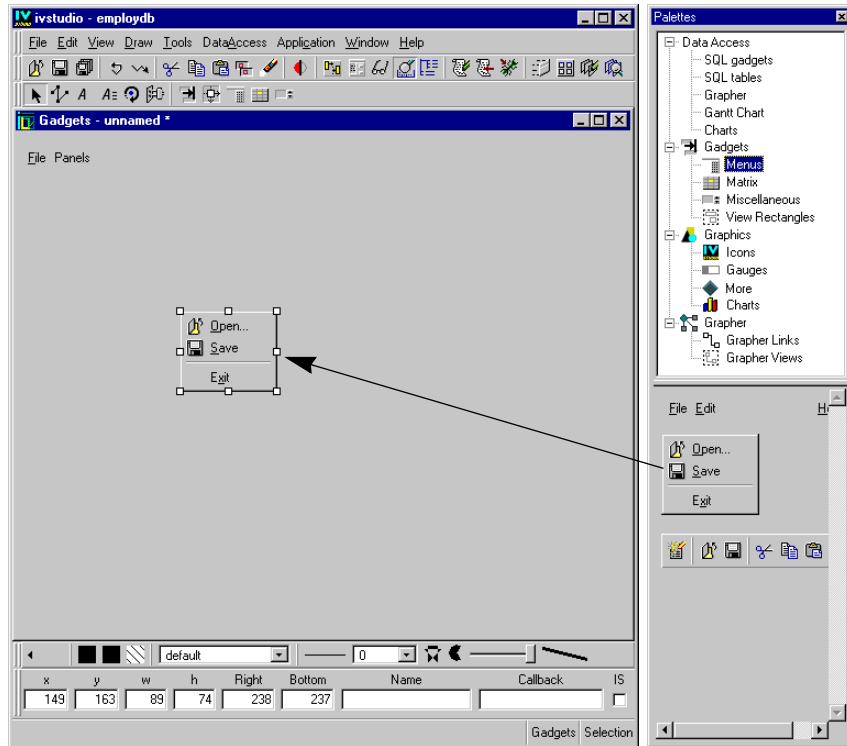 ivstudio - employdb
File Edit View Draw Tools DataAccess Application Window Help
Gadgets - unnamed *
File Panels
Open...
Save
Exit
default
0
x y w h Right Bottom Name Callback IS
149 163 89 74 238 237
Gadgets Selection
Palettes
Data Access
SQL gadgets
SQL tables
Grapher
Gantt Chart
Charts
Gadgets
Menus
Matrix
Miscellaneous
View Rectangles
Graphics
Icons
Gauges
More
Charts
Grapher
Grapher Links
Grapher Views
File Edit
Open...
Save
Exit